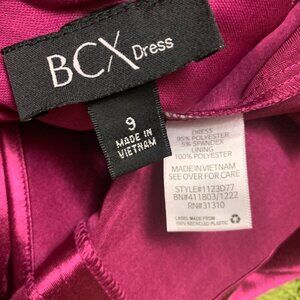 BCX Dress
9
MADE IN
VIETNAM
DRESS
95% POLYESTER
5% SPANDEX
LINING
100% POLYESTER
MADE IN VIETNAM
SEE OVER FOR CARE
STYLE#1123D77
BN#411B03/1222
RN#31310
LABEL MADE FROM
100% RECYCLED PLASTIC